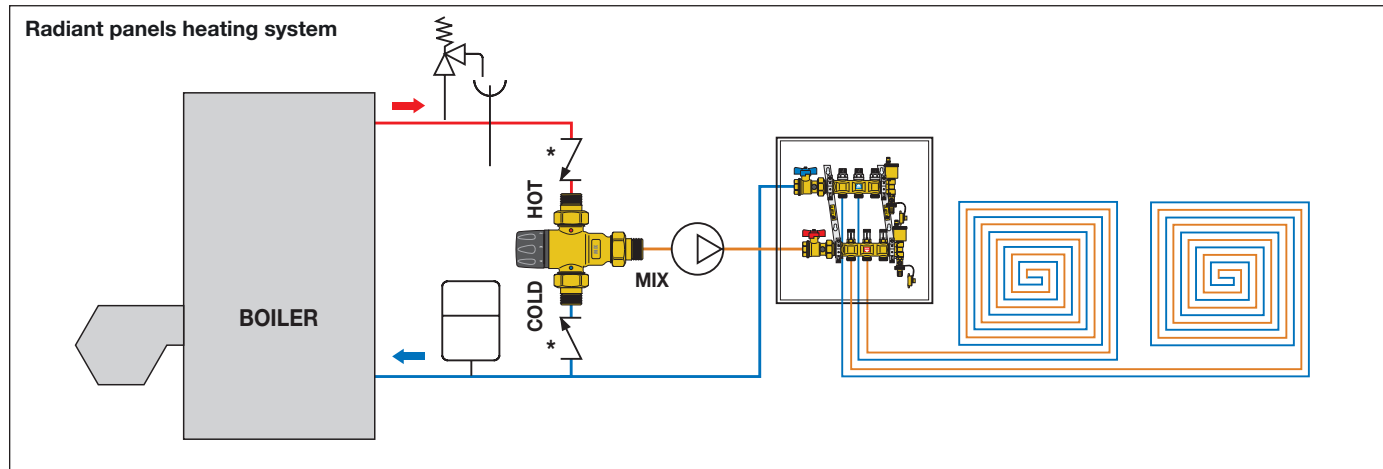 Radiant panels heating system
*
HOT
MIX
COLD
*
BOILER